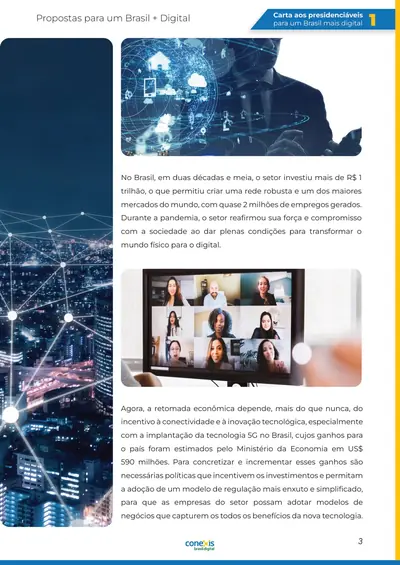 Propostas para um Brasil + Digital
Carta aos presidenciáveis
para um Brasil mais digital
1
No Brasil, em duas décadas e meia, o setor investiu mais de R$ 1
trilhão, o que permitiu criar uma rede robusta e um dos maiores
mercados do mundo, com quase 2 milhões de empregos gerados.
Durante a pandemia, o setor reafirmou sua força e compromisso
com a sociedade ao dar plenas condições para transformar o
mundo físico para o digital.
Agora, a retomada econômica depende, mais do que nunca, do
incentivo à conectividade e à inovação tecnológica, especialmente
com a implantação da tecnologia 5G no Brasil, cujos ganhos para
o país foram estimados pelo Ministério da Economia em US$
590 milhões. Para concretizar e incrementar esses ganhos são
necessárias políticas que incentivem os investimentos e permitam
a adoção de um modelo de regulação mais enxuto e simplificado,
para que as empresas do setor possam adotar modelos de
negócios que capturem os todos os benefícios da nova tecnologia.
conexis
brasil digital
3